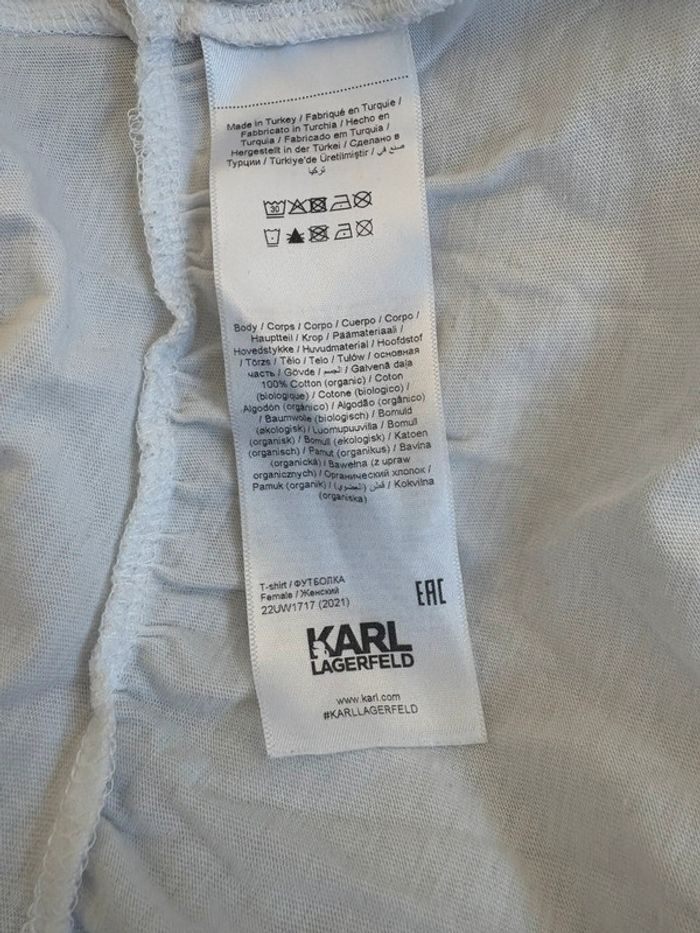 Made in Turkey / Fabriqué en Turquie /
Fabbricato in Turchia / Hecho en
Turquia / Fabricado em Turquia /
Hergestellt in der Türkei / Сделано в
Турции / Türkiye'de Üretilmiştir / صنع في
تركيا
30
Body / Corps / Corpo / Cuerpo / Corpo /
Hauptteil / Krop / Päämateriaali /
Hovedstykke / Huvudmaterial / Hoofdstof
/ Törzs / Tělo / Telo / Tułów / основная
часть / Gövde / الجسم / Galvenā daļa
100% Cotton (organic) / Coton
(biologique) / Cotone (biologico) /
Algodón (orgánico) / Algodão (orgânico)
/ Baumwolle (biologisch) / Bomuld
(økologisk) / Luomupuuvilla / Bomull
(organisk) / Bomull (ekologisk) / Katoen
(organisch) / Pamut (organikus) / Bavlna
(organická) / Bawełna (z upraw
organicznych) / Органический хлопок /
Pamuk (organik) / قطن (العضوي) / Kokvilna
(organiska)
T-shirt / ФУТБОЛКА
Female / Женский
22UW1717 (2021)
EAC
KARL
LAGERFELD
www.karl.com
#KARLLAGERFELD